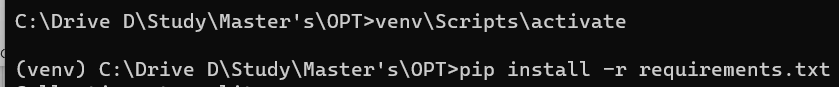 C:\Drive D\Study\Master's\OPT>venv\Scripts\activate
(venv) C:\Drive D\Study\Master's\OPT>pip install -r requirements.txt